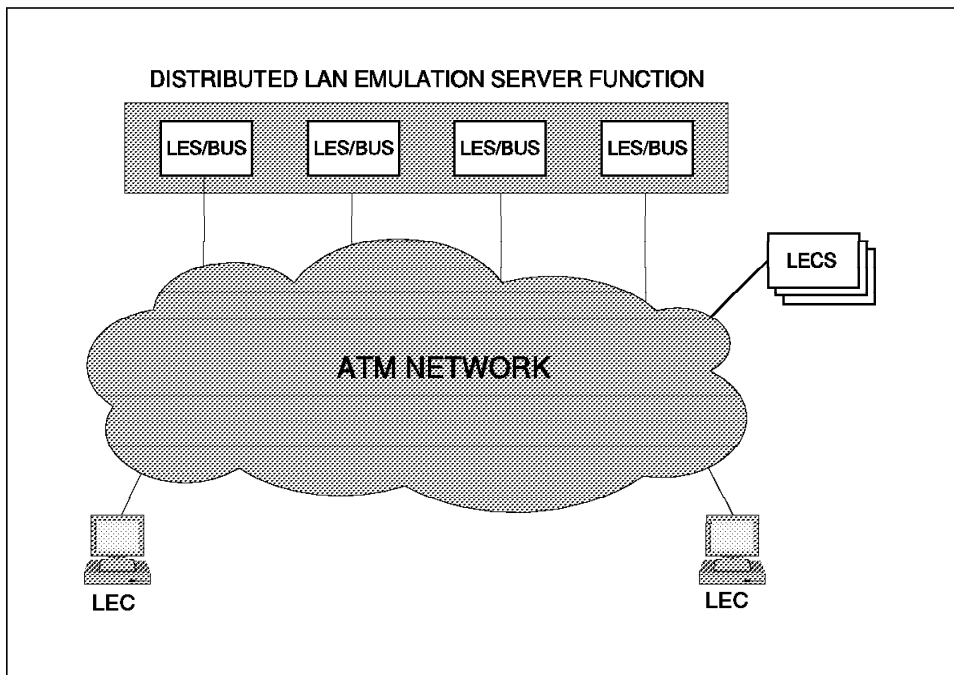 DISTRIBUTED LAN EMULATION SERVER FUNCTION
LES/BUS LES/BUS LES/BUS LES/BUS
LECS
ATM NETWORK
LEC LEC